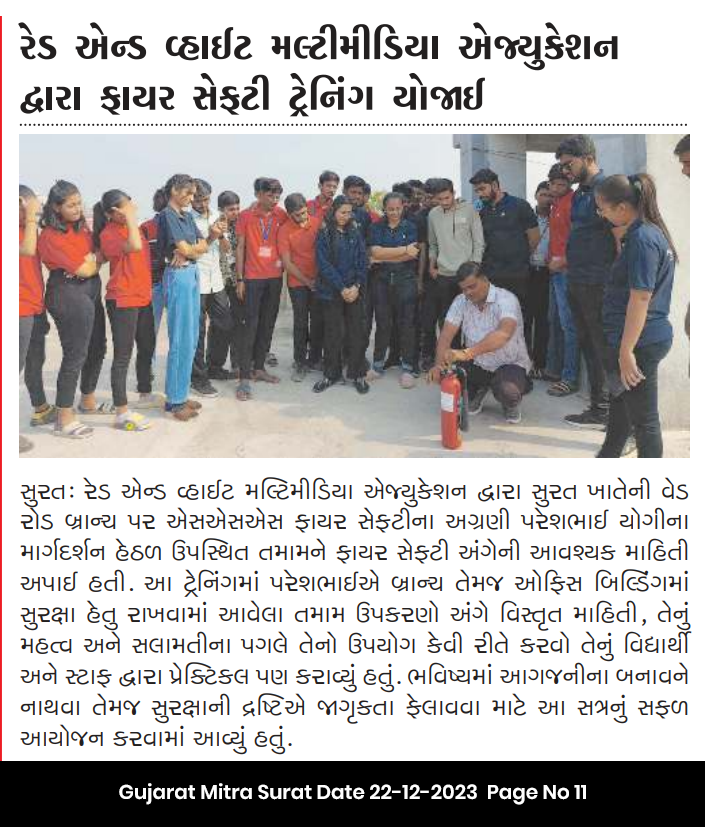 રેડ એન્ડ વ્હાઈટ મલ્ટીમીડિયા એજ્યુકેશન
દ્વારા ફાયર સેફટી ટ્રેનિંગ યોજાઈ
સુરતઃ રેડ એન્ડ વ્હાઈટ મલ્ટિમીડિયા એજ્યુકેશન દ્વારા સુરત ખાતેની વેડ
રોડ બ્રાન્ચ પર એસએસએસ ફાયર સેફટીના અગ્રણી પરેશભાઈ યોગીના
માર્ગદર્શન હેઠળ ઉપસ્થિત તમામને ફાયર સેફટી અંગેની આવશ્યક માહિતી
અપાઈ હતી. આ ટ્રેનિંગમાં પરેશભાઈએ બ્રાન્ચ તેમજ ઓફિસ બિલ્ડિંગમાં
સુરક્ષા હેતુ રાખવામાં આવેલા તમામ ઉપકરણો અંગે વિસ્તૃત માહિતી, તેનું
મહત્વ અને સલામતીના પગલે તેનો ઉપયોગ કેવી રીતે કરવો તેનું વિદ્યાર્થી
અને સ્ટાફ દ્વારા પ્રેક્ટિકલ પણ કરાવ્યું હતું. ભવિષ્યમાં આગજનીના બનાવને
નાથવા તેમજ સુરક્ષાની દ્રષ્ટિએ જાગૃકતા ફેલાવવા માટે આ સત્રનું સફળ
આયોજન કરવામાં આવ્યું હતું.
Gujarat Mitra Surat Date 22-12-2023 Page No 11